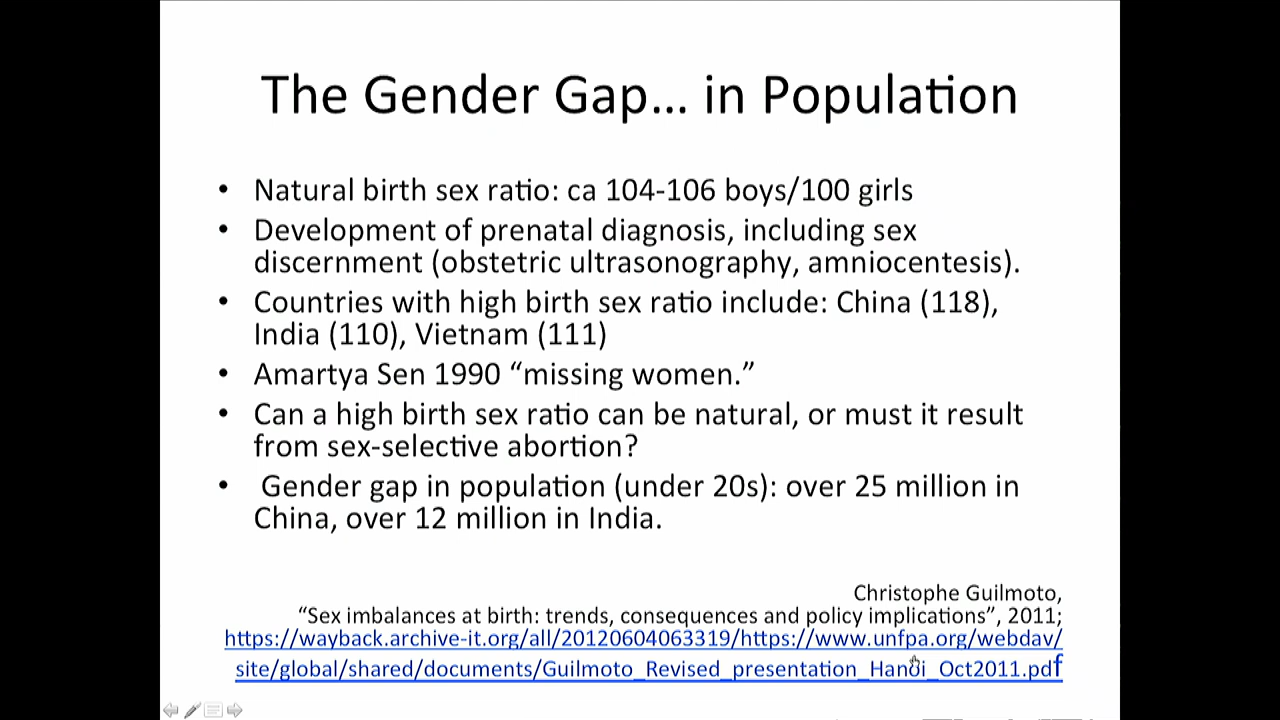 The Gender Gap... in Population
• Natural birth sex ratio: ca 104-106 boys/100 girls
• Development of prenatal diagnosis, including sex
discernment (obstetric ultrasonography, amniocentesis).
• Countries with high birth sex ratio include: China (118),
India (110), Vietnam (111)
• Amartya Sen 1990 “missing women.”
• Can a high birth sex ratio can be natural, or must it result
from sex-selective abortion?
• Gender gap in population (under 20s): over 25 million in
China, over 12 million in India.
Christophe Guilmoto,
“Sex imbalances at birth: trends, consequences and policy implications”, 2011;
https://wayback.archive-it.org/all/20120604063319/https://www.unfpa.org/webdav/
site/global/shared/documents/Guilmoto_Revised_presentation_Hanoi_Oct2011.pdf